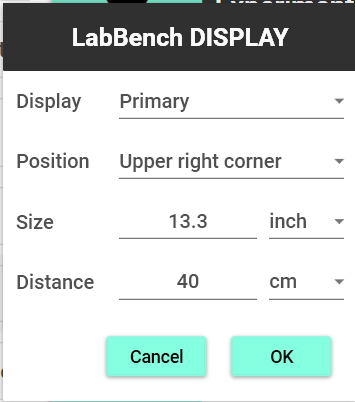 LabBench DISPLAY
Display Primary
Position Upper right corner
Size 13.3 inch
Distance 40 cm
Cancel OK